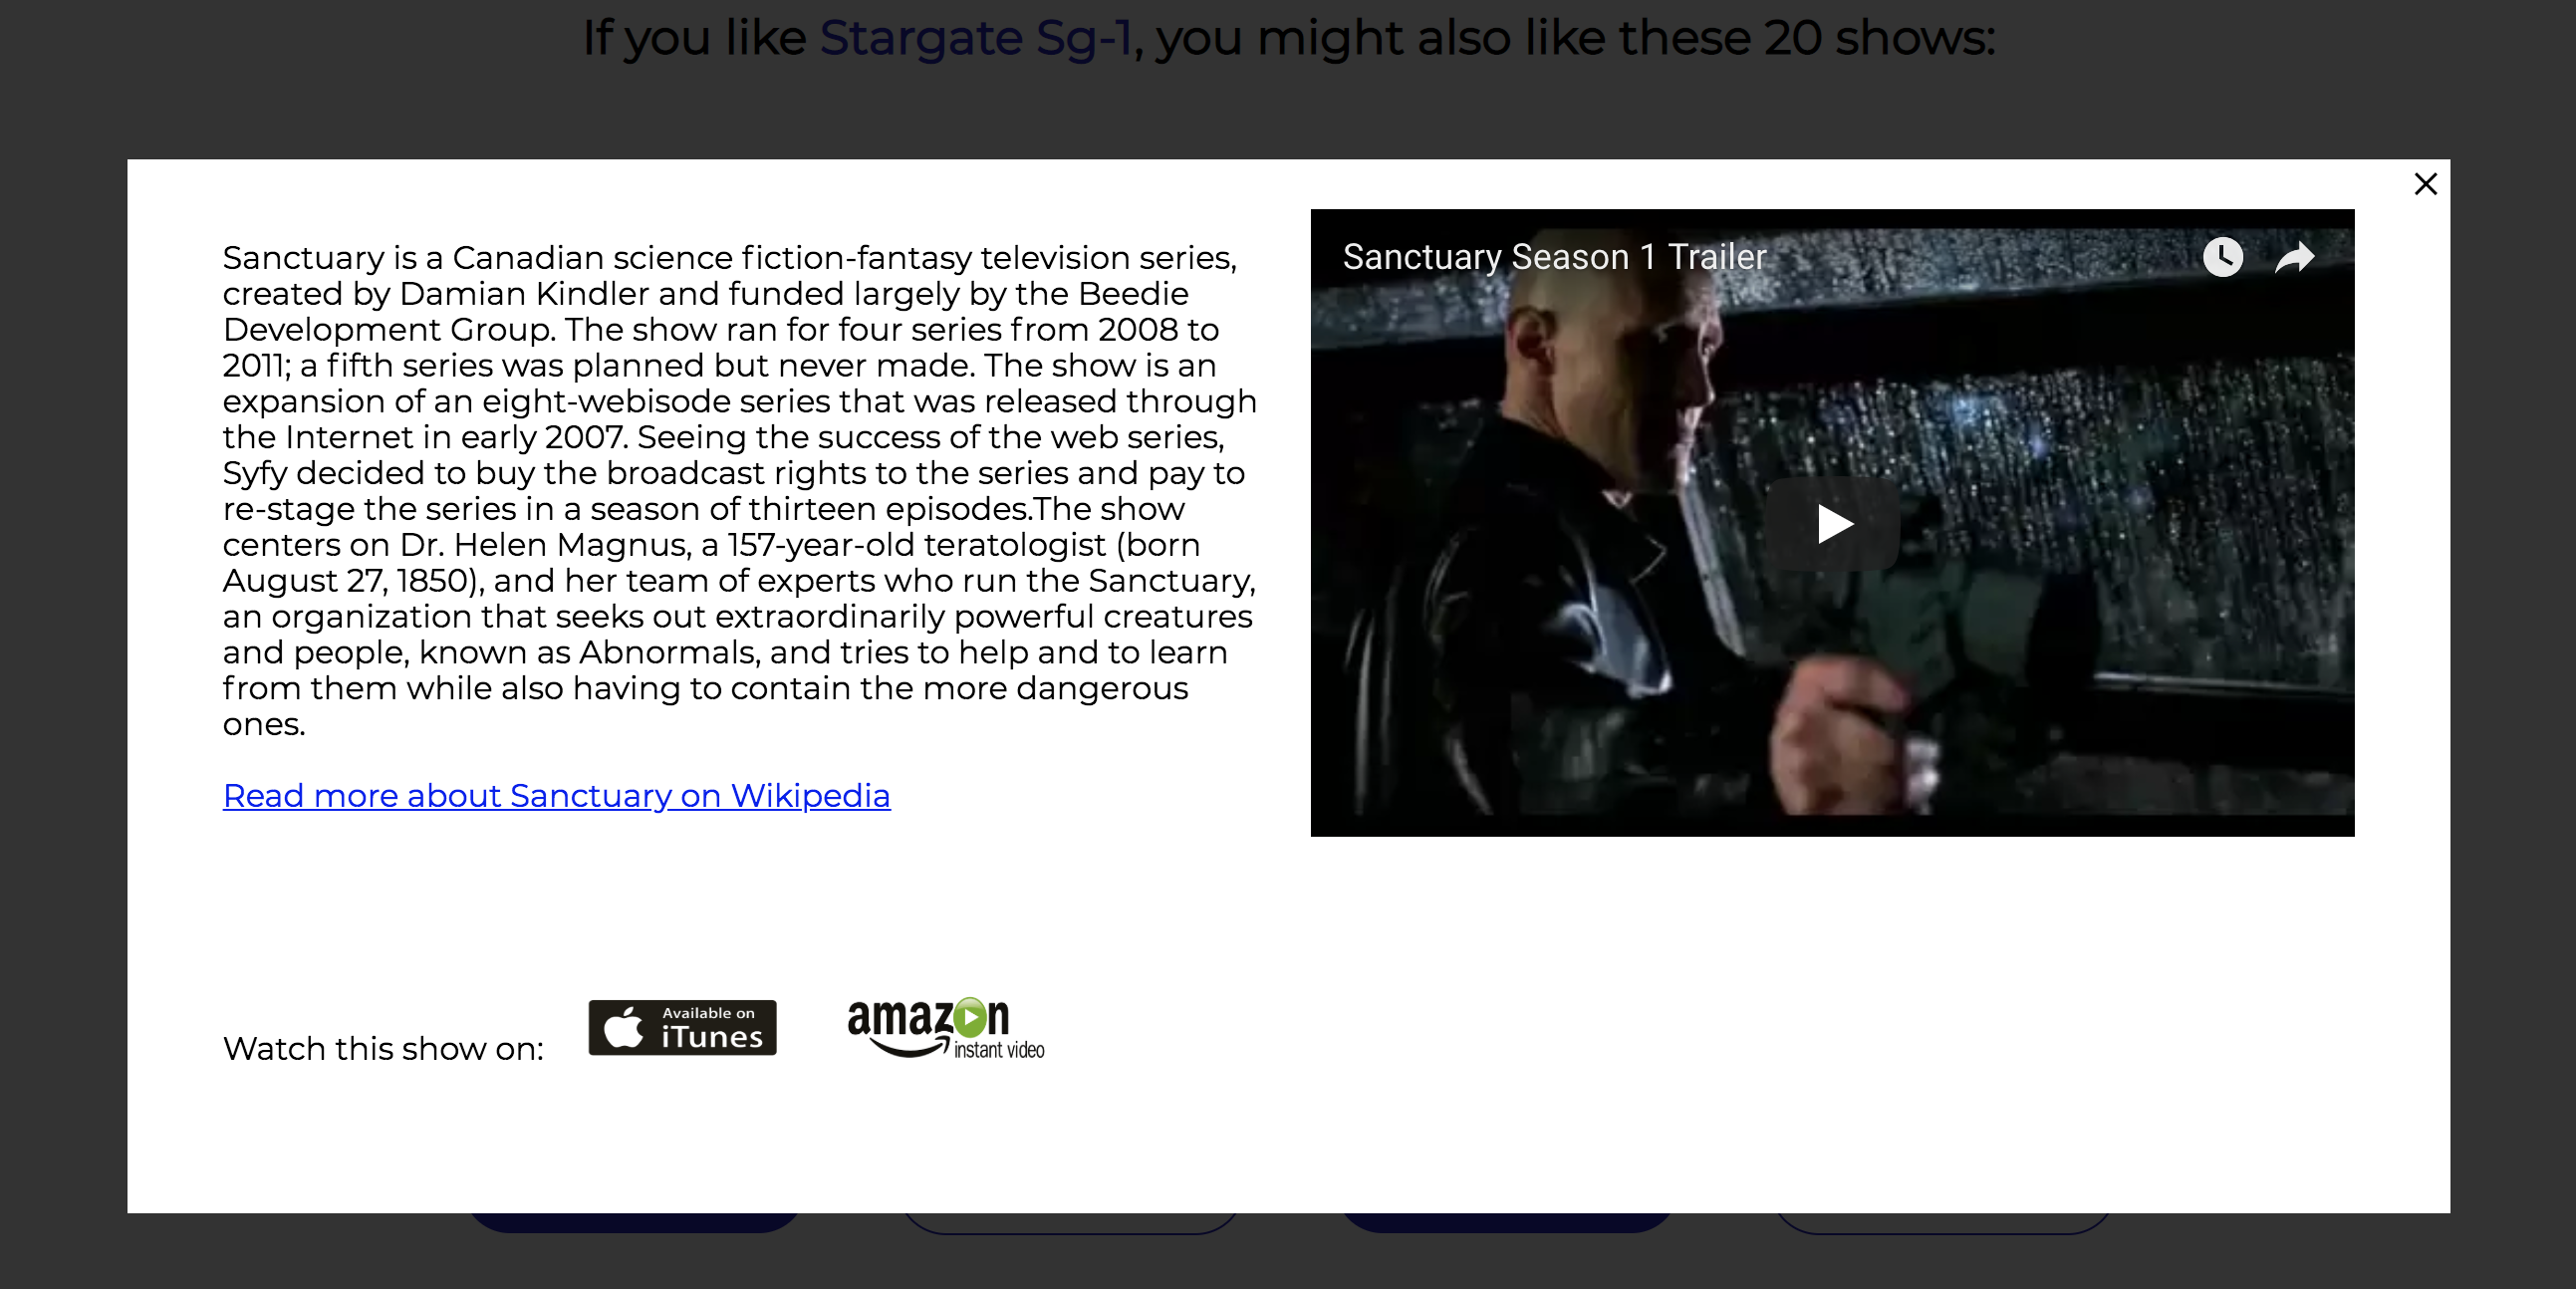 If you like Stargate Sg-1, you might also like these 20 shows:
Sanctuary is a Canadian science fiction-fantasy television series,
created by Damian Kindler and funded largely by the Beedie
Development Group. The show ran for four series from 2008 to
2011; a fifth series was planned but never made. The show is an
expansion of an eight-webisode series that was released through
the Internet in early 2007. Seeing the success of the web series,
Syfy decided to buy the broadcast rights to the series and pay to
re-stage the series in a season of thirteen episodes.The show
centers on Dr. Helen Magnus, a 157-year-old teratologist (born
August 27, 1850), and her team of experts who run the Sanctuary,
an organization that seeks out extraordinarily powerful creatures
and people, known as Abnormals, and tries to help and to learn
from them while also having to contain the more dangerous
ones.
Read more about Sanctuary on Wikipedia
Sanctuary Season 1 Trailer
Watch this show on:
Available on
iTunes
amazon
instant video